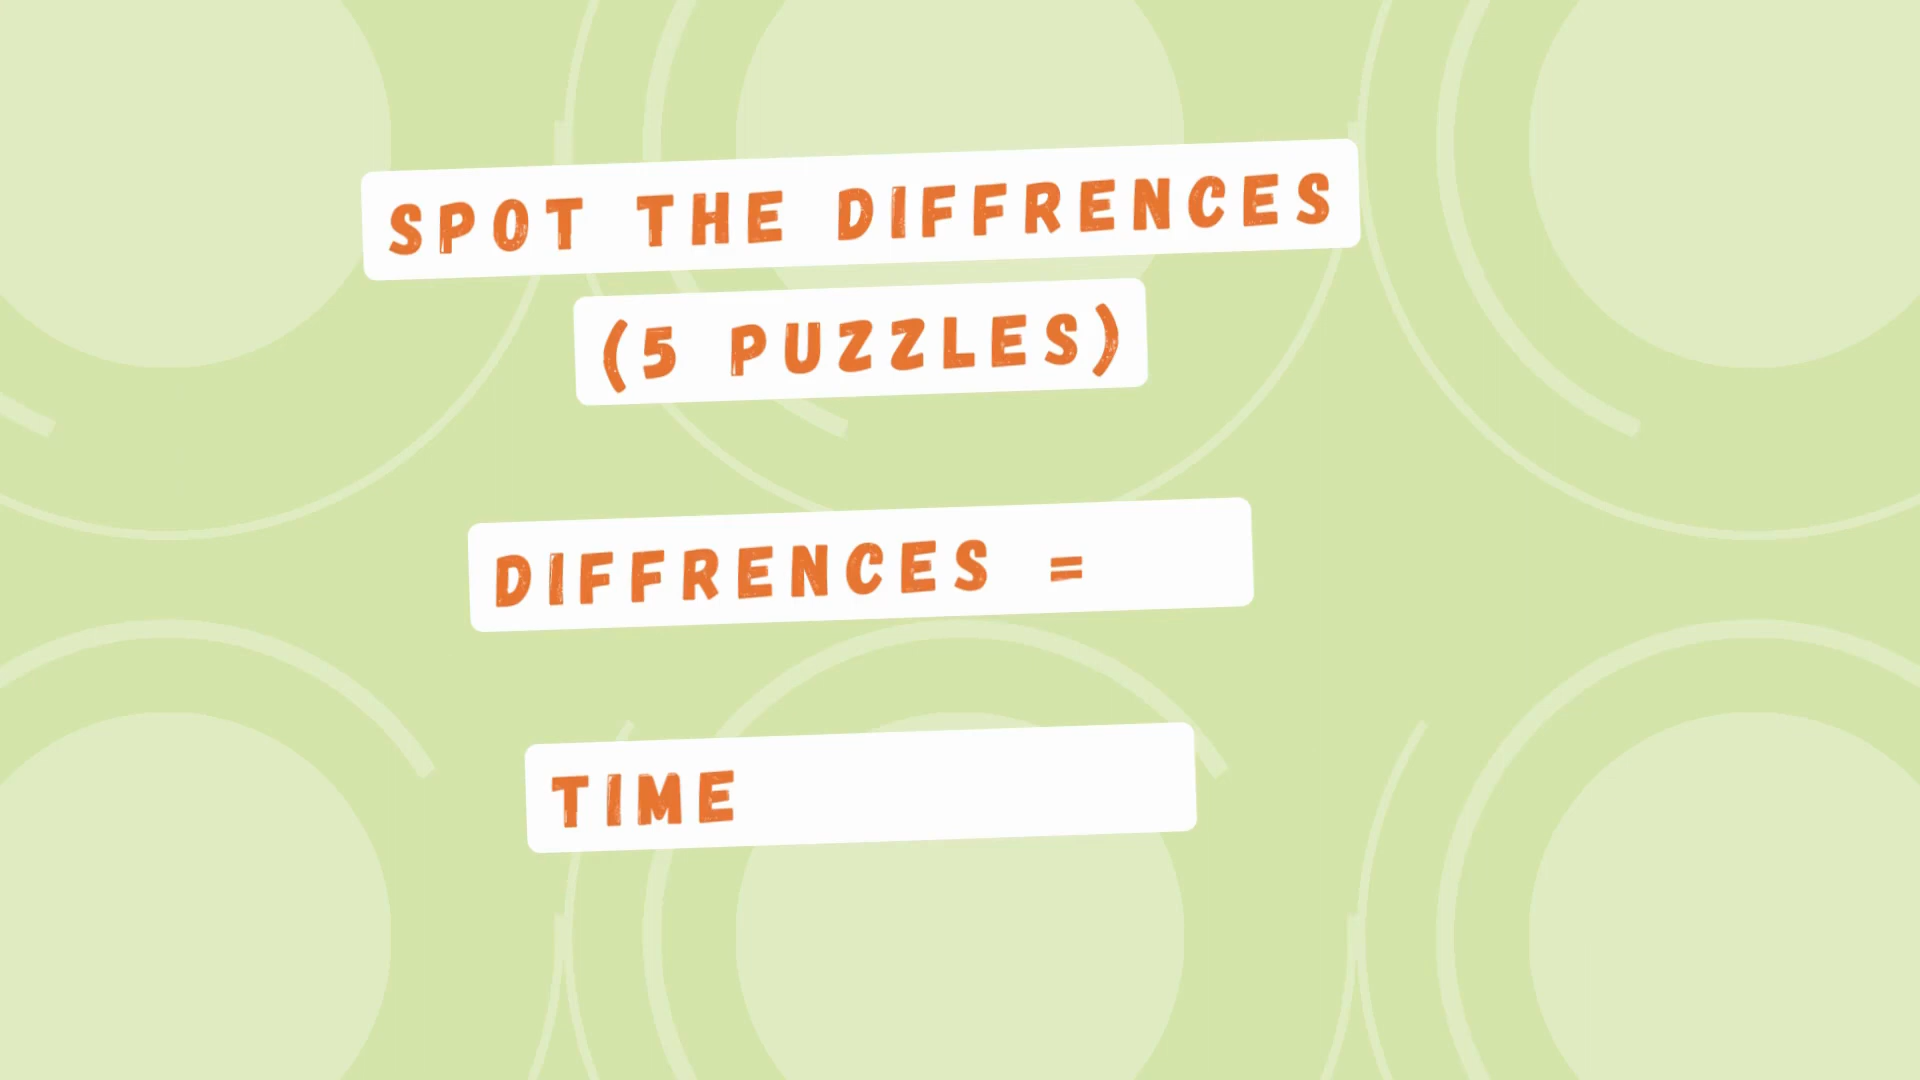 SPOT THE DIFFRENCES
(5 PUZZLES)
DIFFRENCES =
TIME